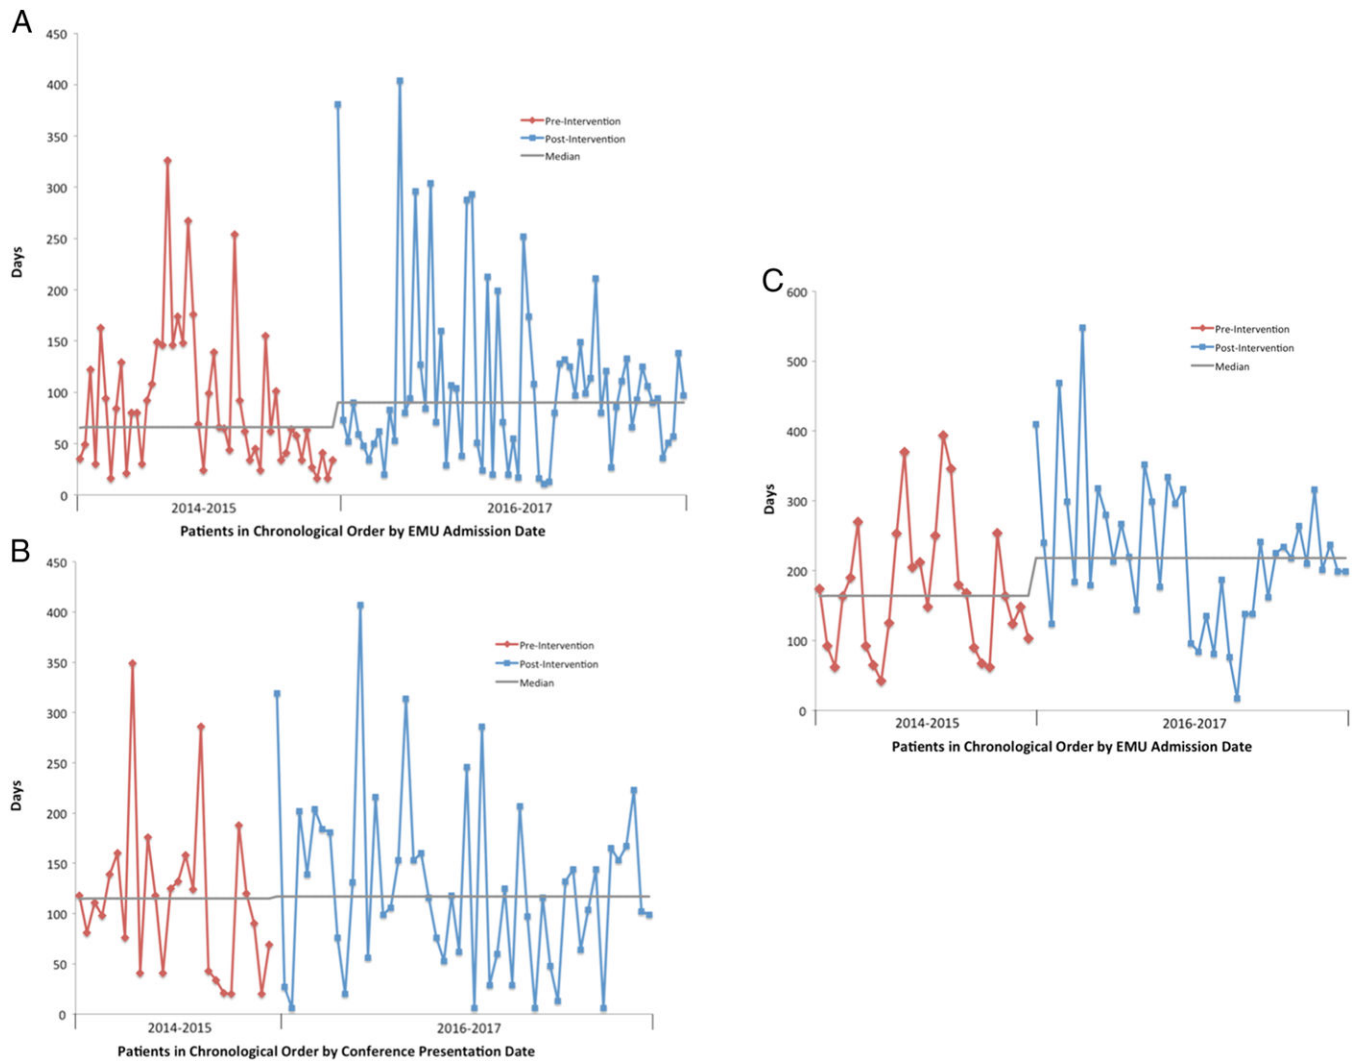 A
450
400
350
300
250
200
150
100
50
0
Days
Pre-Intervention
Post-Intervention
Median
2014-2015
2016-2017
Patients in Chronological Order by EMU Admission Date
B
450
400
350
300
250
200
150
100
50
0
Days
Pre-Intervention
Post-Intervention
Median
2014-2015
2016-2017
Patients in Chronological Order by Conference Presentation Date
C
600
500
400
300
200
100
0
Days
Pre-Intervention
Post-Intervention
Median
2014-2015
2016-2017
Patients in Chronological Order by EMU Admission Date